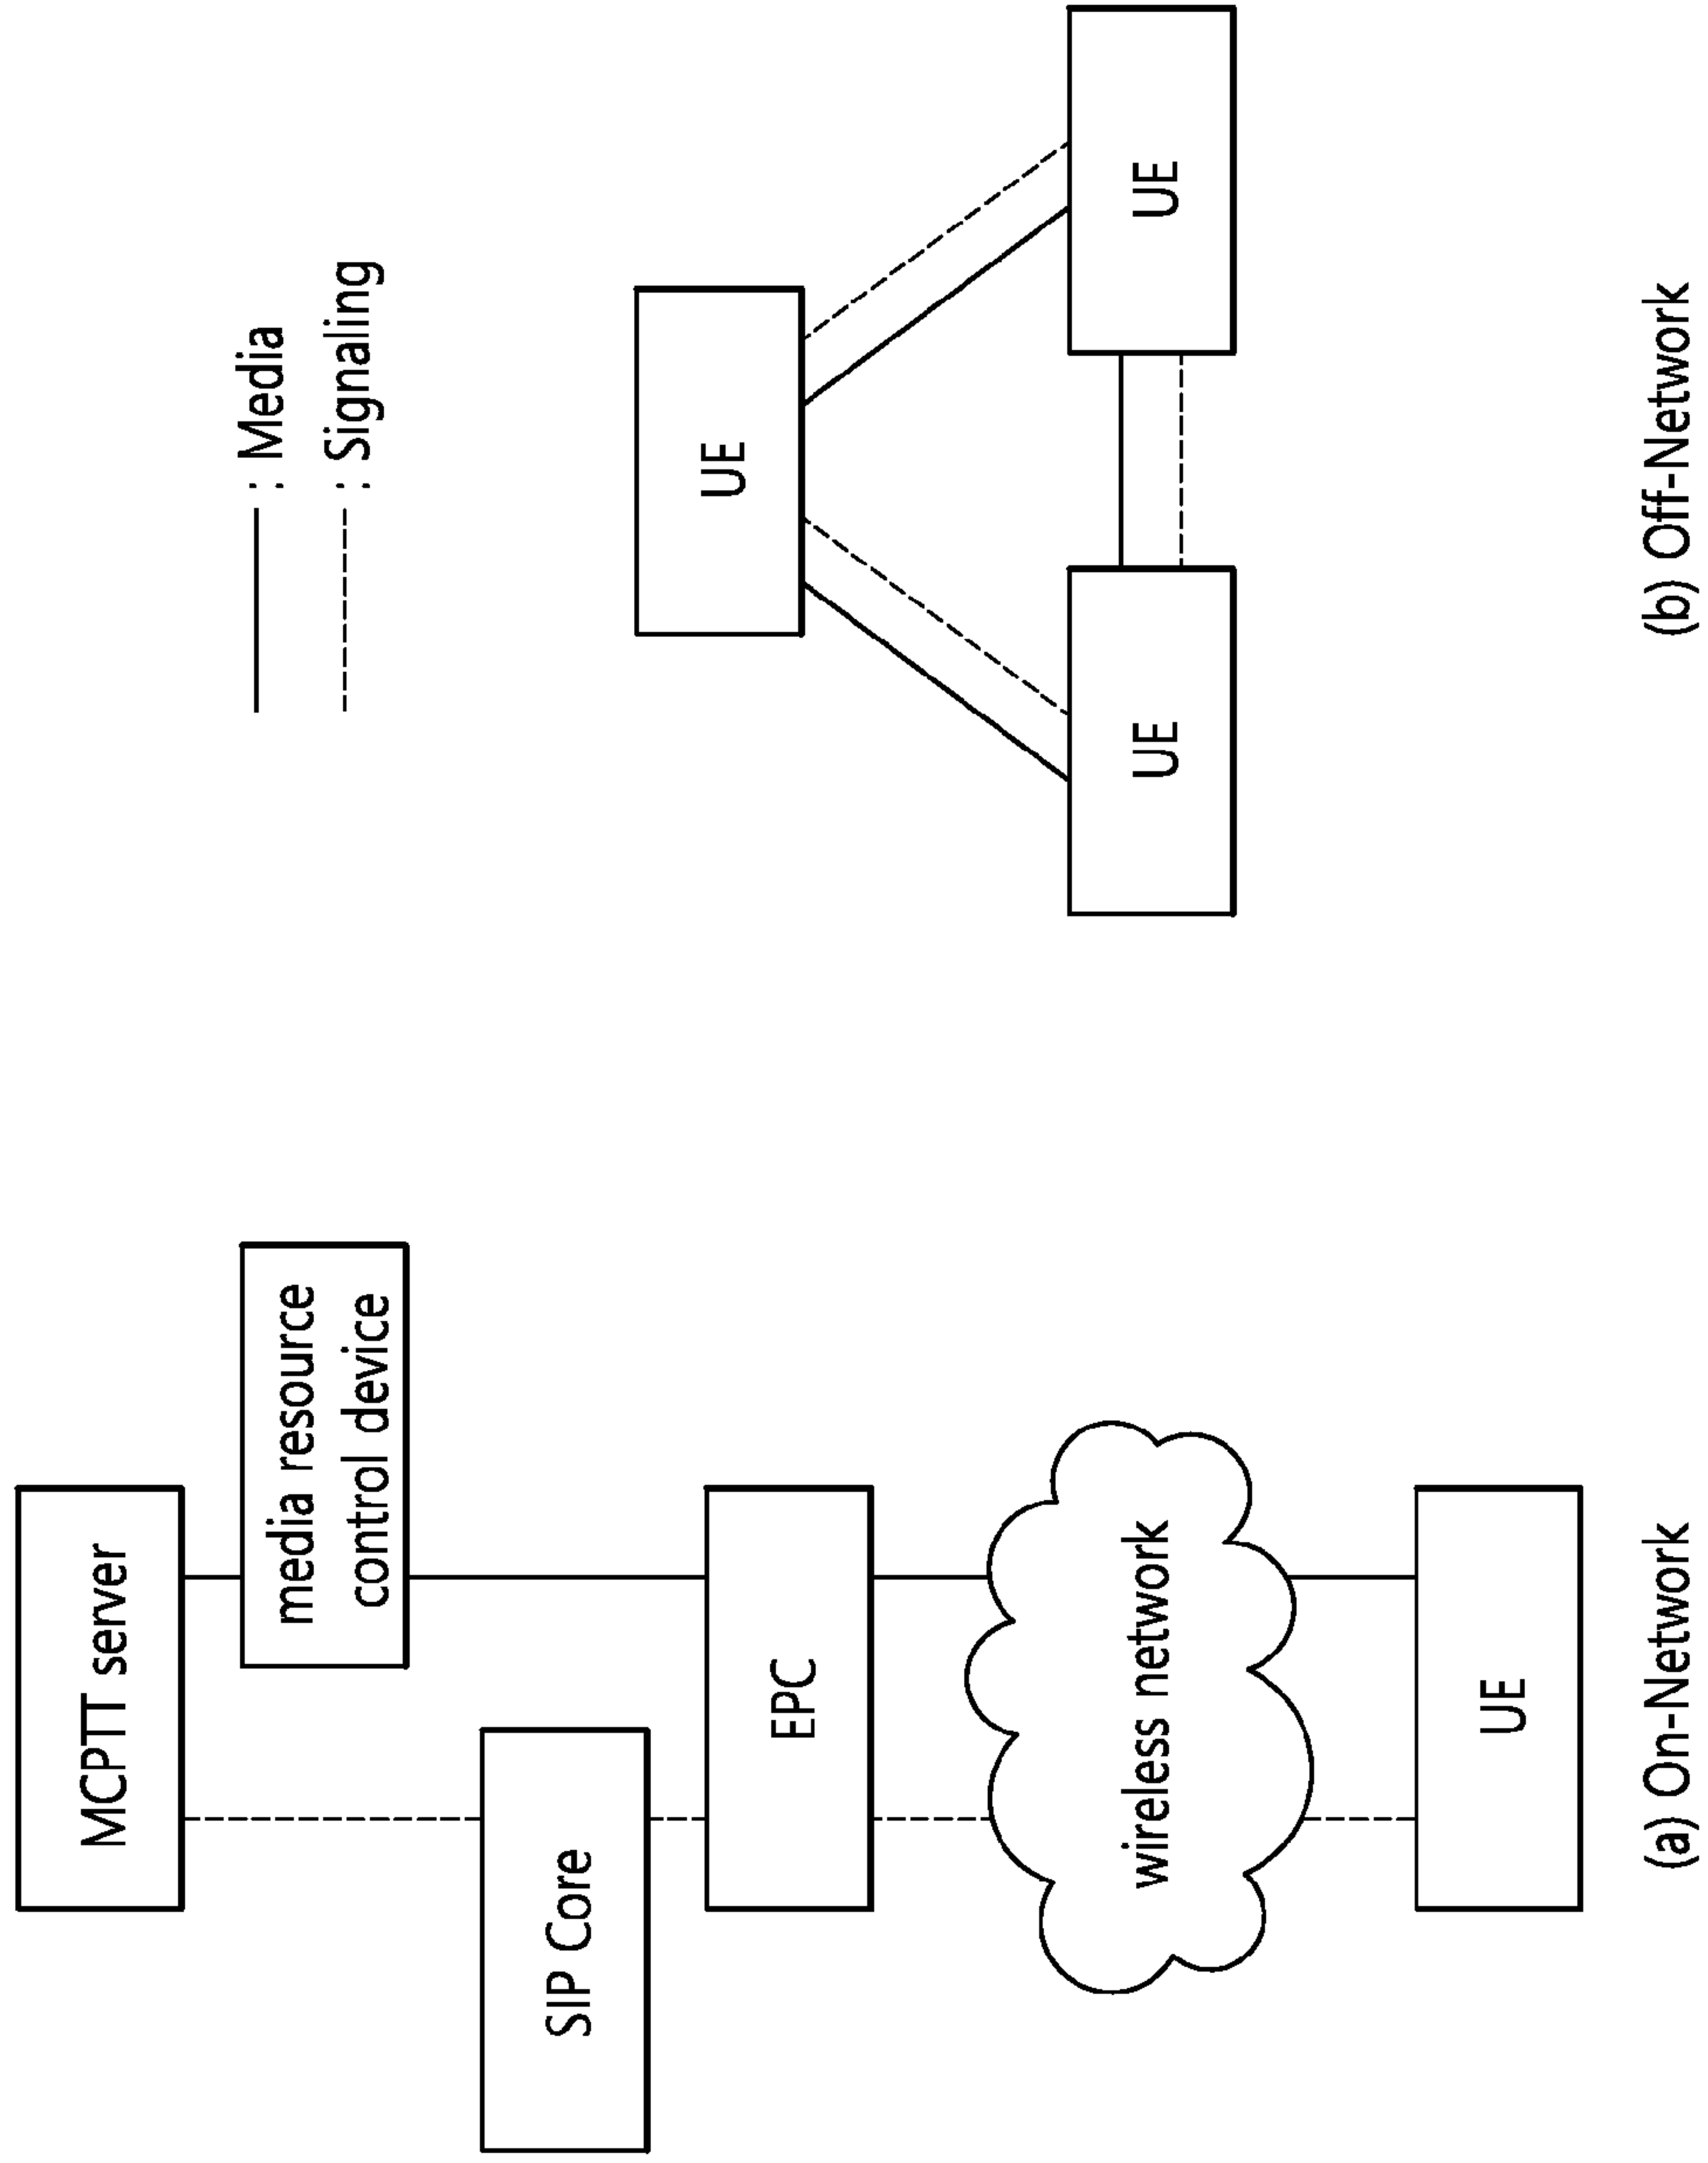 MCPTT server
media resource
control device
SIP Core
EPC
wireless network
UE
(a) On-Network
: Media
: Signaling
UE
UE
UE
(b) Off-Network